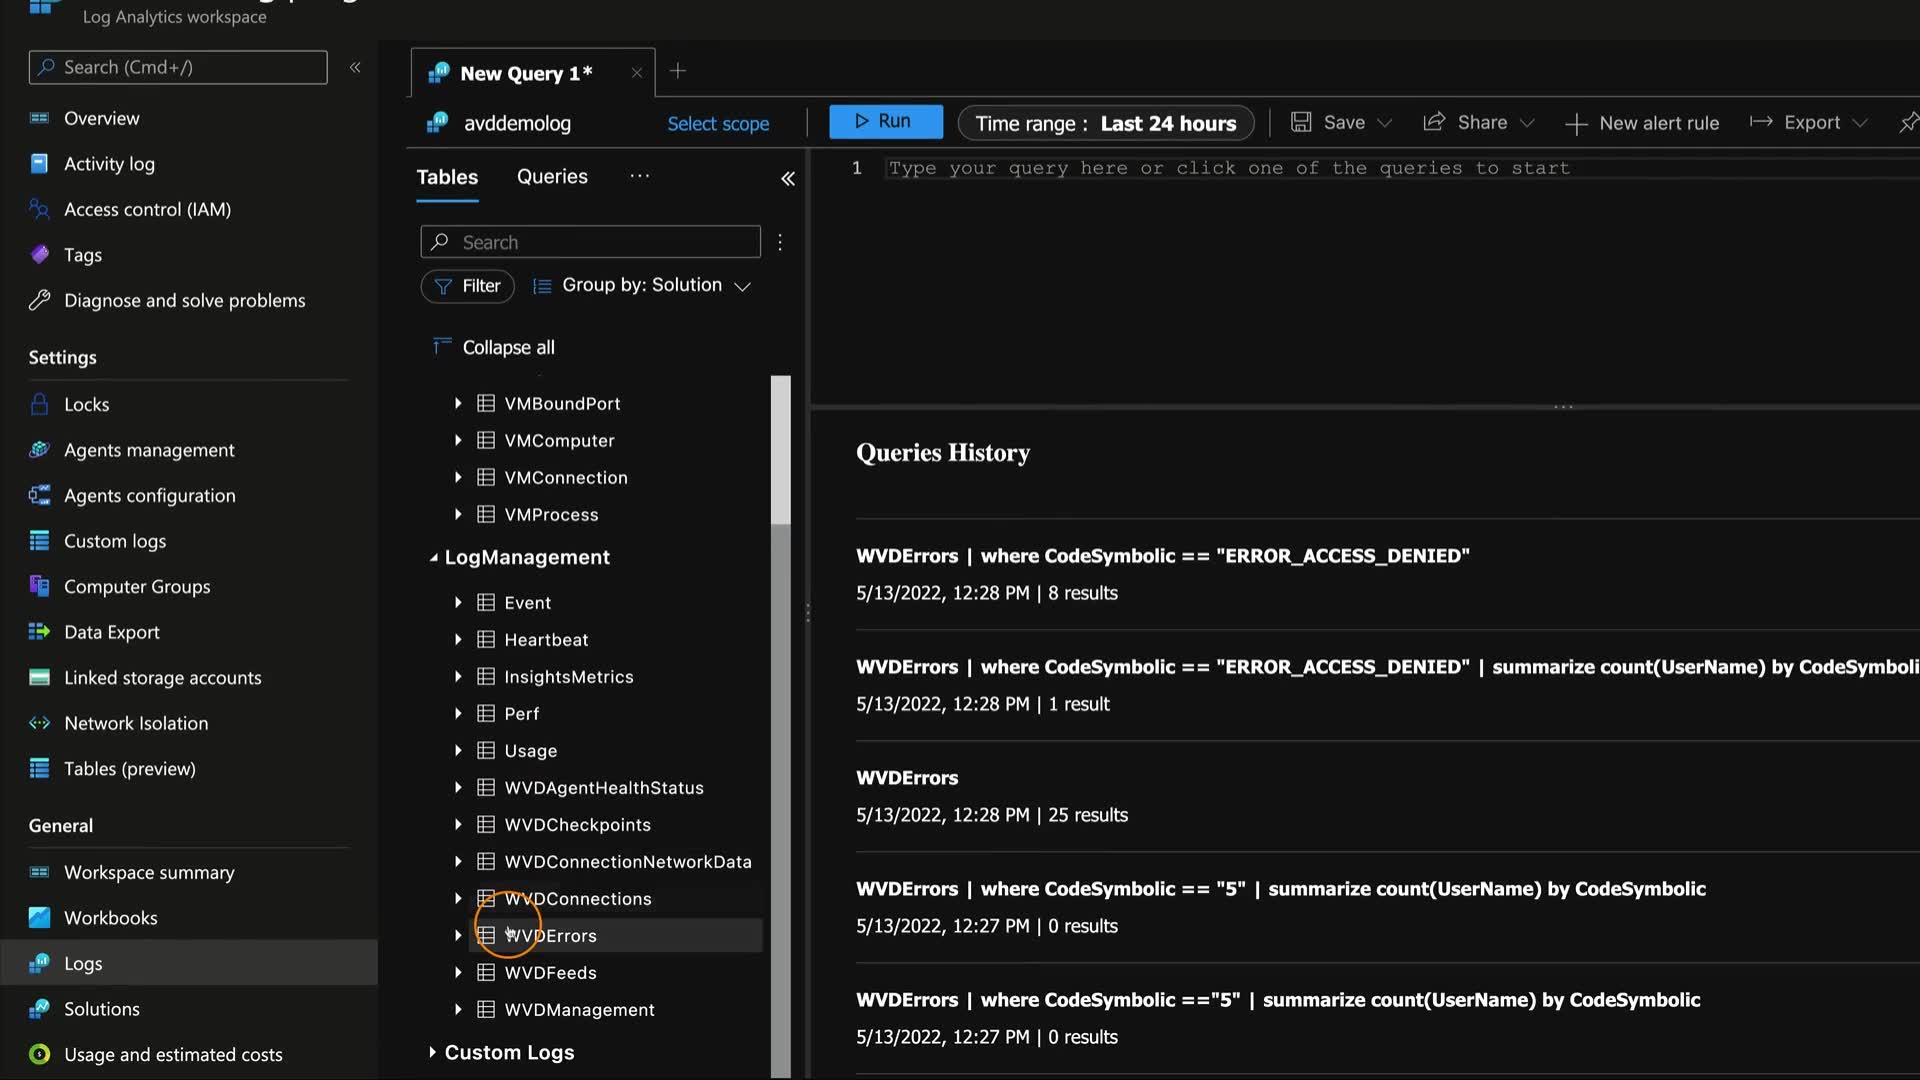 Log Analytics workspace
Search (Cmd+/)
Overview
Activity log
Access control (IAM)
Tags
Diagnose and solve problems
Settings
Locks
Agents management
Agents configuration
Custom logs
Computer Groups
Data Export
Linked storage accounts
Network Isolation
Tables (preview)
General
Workspace summary
Workbooks
Logs
Solutions
Usage and estimated costs
New Query 1*
avddemolog
Select scope
Run
Time range : Last 24 hours
Save
Share
New alert rule
Export
Tables
Queries
Search
Filter
Group by: Solution
Collapse all
VMBoundPort
VMComputer
VMConnection
VMProcess
LogManagement
Event
Heartbeat
InsightsMetrics
Perf
Usage
WVDAgentHealthStatus
WVDCheckpoints
WVDConnectionNetworkData
WVDConnections
WVDErrors
WVDFeeds
WVDManagement
Custom Logs
1 Type your query here or click one of the queries to start
Queries History
WVDErrors | where CodeSymbolic == "ERROR_ACCESS_DENIED"
5/13/2022, 12:28 PM | 8 results
WVDErrors | where CodeSymbolic == "ERROR_ACCESS_DENIED" | summarize count(UserName) by CodeSymboli
5/13/2022, 12:28 PM | 1 result
WVDErrors
5/13/2022, 12:28 PM | 25 results
WVDErrors | where CodeSymbolic == "5" | summarize count(UserName) by CodeSymbolic
5/13/2022, 12:27 PM | 0 results
WVDErrors | where CodeSymbolic =="5" | summarize count(UserName) by CodeSymbolic
5/13/2022, 12:27 PM | 0 results